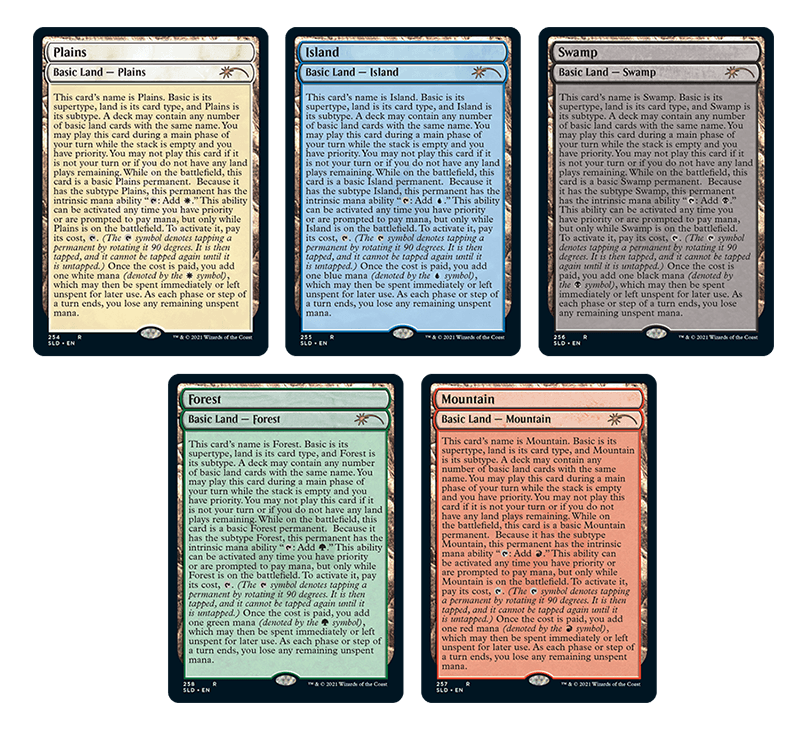 Plains
Basic Land — Plains
This card's name is Plains. Basic is its
supertype, land is its card type, and Plains is
its subtype. A deck may contain any number
of basic land cards with the same name. You
may play this card during a main phase of
your turn while the stack is empty and you
have priority. You may not play this card if it
is not your turn or if you do not have any land
plays remaining. While on the battlefield, this
card is a basic Plains permanent.  Because it
has the subtype Plains, this permanent has the
intrinsic mana ability “: Add .” This ability
can be activated any time you have priority
or are prompted to pay mana, but only while
Plains is on the battlefield. To activate it, pay
its cost, . (The  symbol denotes tapping a
permanent by rotating it 90 degrees. It is then
tapped, and it cannot be tapped again until it
is untapped.) Once the cost is paid, you add
one white mana (denoted by the  symbol),
which may then be spent immediately or left
unspent for later use. As each phase or step of
a turn ends, you lose any remaining unspent
mana.
254 R
SLD • EN
™ & © 2021 Wizards of the Coast
Island
Basic Land — Island
This card's name is Island. Basic is its
supertype, land is its card type, and Island is
its subtype. A deck may contain any number
of basic land cards with the same name. You
may play this card during a main phase of
your turn while the stack is empty and you
have priority. You may not play this card if it
is not your turn or if you do not have any land
plays remaining. While on the battlefield, this
card is a basic Island permanent.  Because it
has the subtype Island, this permanent has the
intrinsic mana ability “: Add .” This ability
can be activated any time you have priority
or are prompted to pay mana, but only while
Island is on the battlefield. To activate it, pay
its cost, . (The  symbol denotes tapping a
permanent by rotating it 90 degrees. It is then
tapped, and it cannot be tapped again until it
is untapped.) Once the cost is paid, you add
one blue mana (denoted by the  symbol),
which may then be spent immediately or left
unspent for later use. As each phase or step of
a turn ends, you lose any remaining unspent
mana.
255 R
SLD • EN
™ & © 2021 Wizards of the Coast
Swamp
Basic Land — Swamp
This card's name is Swamp. Basic is its
supertype, land is its card type, and Swamp is
its subtype. A deck may contain any number
of basic land cards with the same name. You
may play this card during a main phase of
your turn while the stack is empty and you
have priority. You may not play this card if it
is not your turn or if you do not have any land
plays remaining. While on the battlefield, this
card is a basic Swamp permanent.  Because
it has the subtype Swamp, this permanent has
the intrinsic mana ability “: Add .”
This ability can be activated any time you have
priority or are prompted to pay mana,
but only while Swamp is on the battlefield.
To activate it, pay its cost, . (The  symbol
denotes tapping a permanent by rotating it 90
degrees. It is then tapped, and it cannot be tapped
again until it is untapped.) Once the cost is
paid, you add one black mana (denoted by
the  symbol), which may then be spent
immediately or left unspent for later use. As
each phase or step of a turn ends, you lose any
remaining unspent mana.
256 R
SLD • EN
™ & © 2021 Wizards of the Coast
Forest
Basic Land — Forest
This card's name is Forest. Basic is its
supertype, land is its card type, and Forest is
its subtype. A deck may contain any number
of basic land cards with the same name. You
may play this card during a main phase of
your turn while the stack is empty and you
have priority. You may not play this card if it
is not your turn or if you do not have any land
plays remaining. While on the battlefield, this
card is a basic Forest permanent.  Because it
has the subtype Forest, this permanent has the
intrinsic mana ability “: Add .” This ability
can be activated any time you have priority
or are prompted to pay mana, but only while
Forest is on the battlefield. To activate it, pay
its cost, . (The  symbol denotes tapping a
permanent by rotating it 90 degrees. It is then
tapped, and it cannot be tapped again until it
is untapped.) Once the cost is paid, you add
one green mana (denoted by the  symbol),
which may then be spent immediately or left
unspent for later use. As each phase or step of
a turn ends, you lose any remaining unspent
mana.
258 R
SLD • EN
™ & © 2021 Wizards of the Coast
Mountain
Basic Land — Mountain
This card's name is Mountain. Basic is its
supertype, land is its card type, and Mountain
is its subtype. A deck may contain any
number of basic land cards with the same
name. You may play this card during a main
phase of your turn while the stack is empty
and you have priority. You may not play this
card if it is not your turn or if you do not
have any land plays remaining. While on
the battlefield, this card is a basic Mountain
permanent.  Because it has the subtype
Mountain, this permanent has the intrinsic
mana ability “: Add .” This ability can
be activated any time you have priority or
are prompted to pay mana, but only while
Mountain is on the battlefield. To activate it,
pay its cost, . (The  symbol denotes tapping
a permanent by rotating it 90 degrees. It is then
tapped, and it cannot be tapped again until it is
untapped.) Once the cost is paid, you add
one red mana (denoted by the  symbol),
which may then be spent immediately or left
unspent for later use. As each phase or step of
a turn ends, you lose any remaining unspent
mana.
257 R
SLD • EN
™ & © 2021 Wizards of the Coast